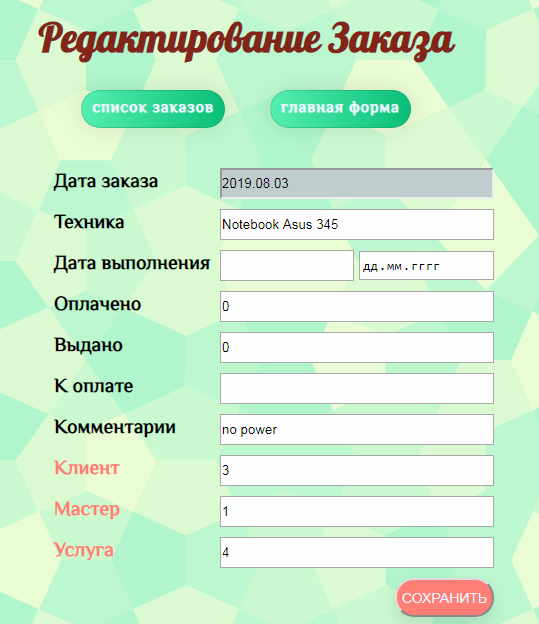 Редактирование Заказа
список заказов главная форма
Дата заказа 2019.08.03
Техника Notebook Asus 345
Дата выполнения дд.мм.гггг
Оплачено 0
Выдано 0
К оплате
Комментарии no power
Клиент 3
Мастер 1
Услуга 4
СОХРАНИТЬ